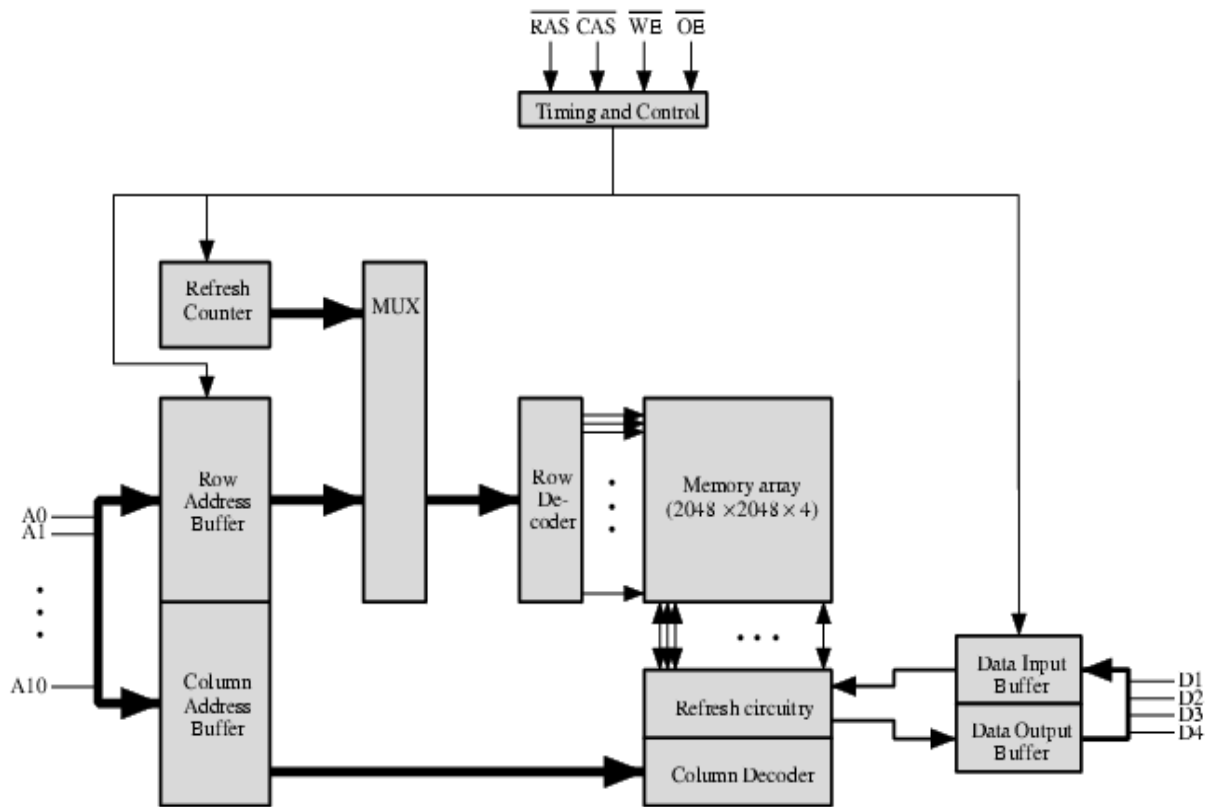 RAS CAS WE OE
Timing and Control
Refresh
Counter
MUX
Row
Address
Buffer
Row
De-
coder
Memory array
(2048 ×2048 × 4)
A0
A1
A10
Column
Address
Buffer
Refresh circuitry
Column Decoder
Data Input
Buffer
Data Output
Buffer
D1
D2
D3
D4